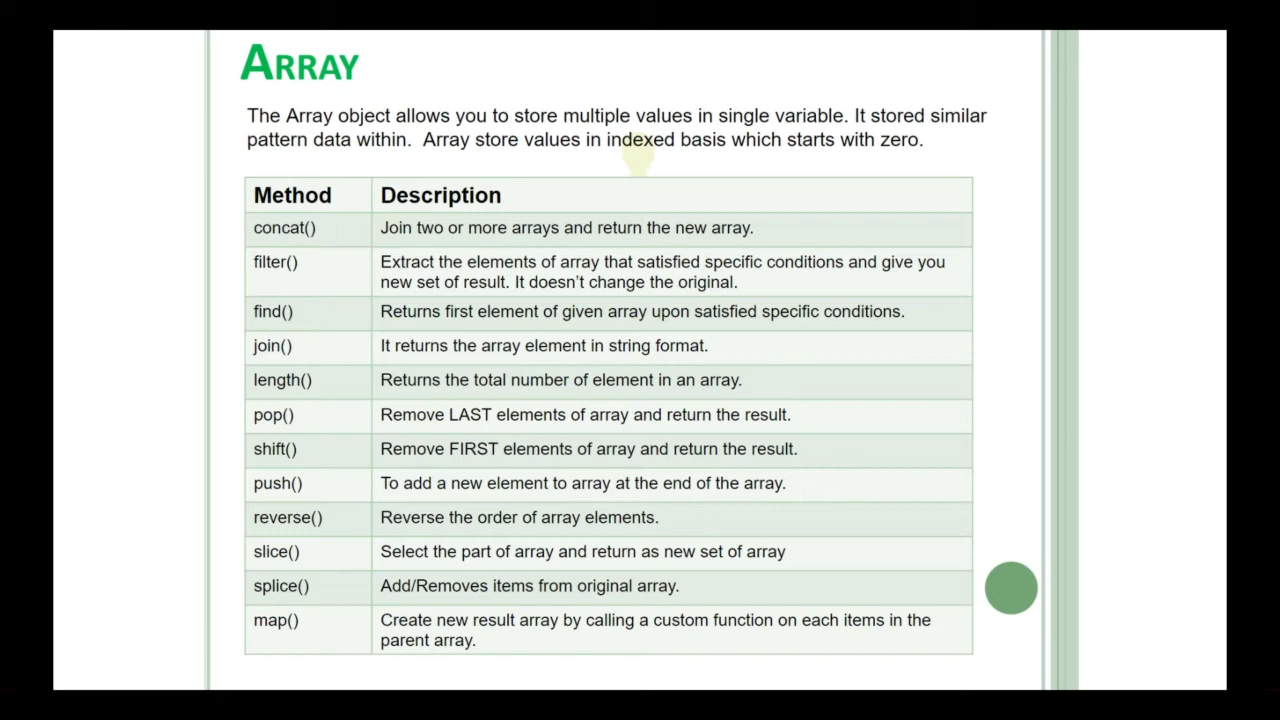 ARRAY
The Array object allows you to store multiple values in single variable. It stored similar
pattern data within. Array store values in indexed basis which starts with zero.
Method Description
concat() Join two or more arrays and return the new array.
filter() Extract the elements of array that satisfied specific conditions and give you
new set of result. It doesn’t change the original.
find() Returns first element of given array upon satisfied specific conditions.
join() It returns the array element in string format.
length() Returns the total number of element in an array.
pop() Remove LAST elements of array and return the result.
shift() Remove FIRST elements of array and return the result.
push() To add a new element to array at the end of the array.
reverse() Reverse the order of array elements.
slice() Select the part of array and return as new set of array
splice() Add/Removes items from original array.
map() Create new result array by calling a custom function on each items in the
parent array.